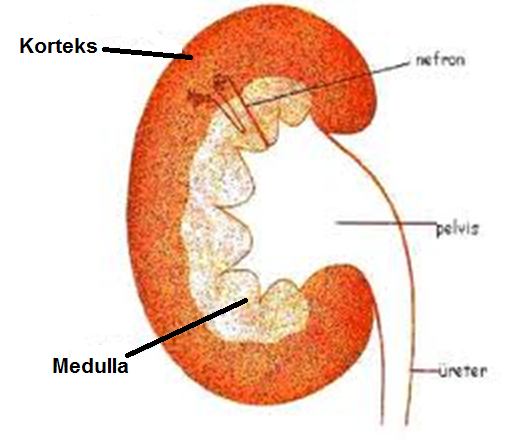 Korteks
nefron
pelvis
Medulla
üreter